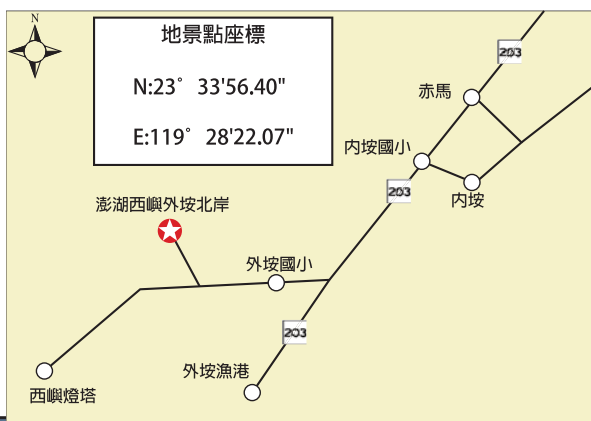 N
地景點座標
N:23° 33'56.40"
E:119° 28'22.07"
203
赤馬
內垵國小
203
內垵
澎湖西嶼外垵北岸
外垵國小
203
外垵漁港
西嶼燈塔